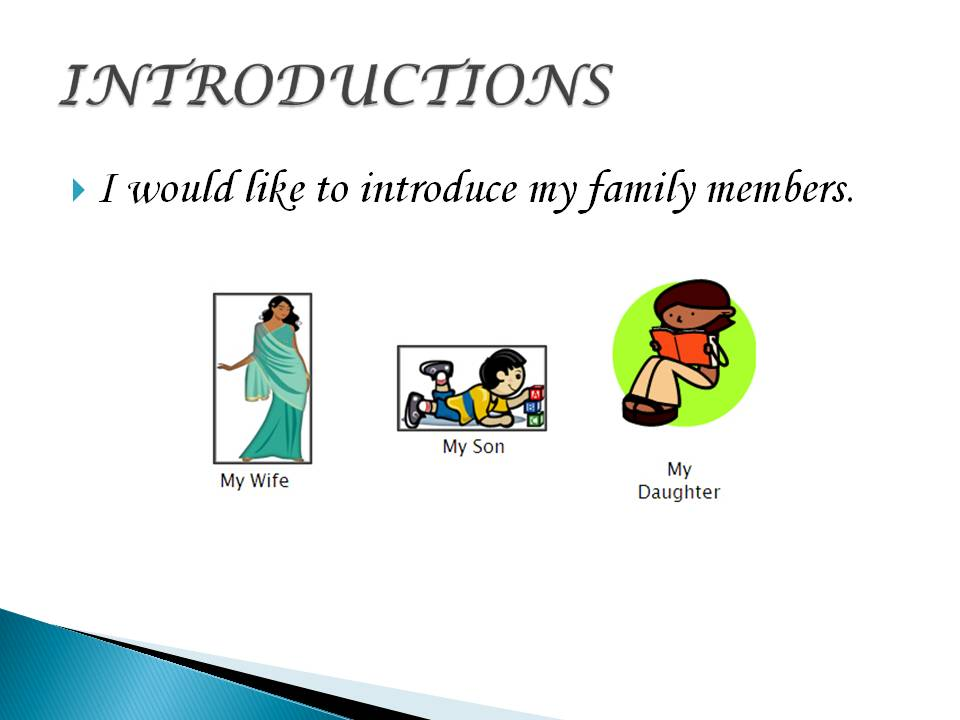 INTRODUCTIONS
I would like to introduce my family members.
My Wife
My Son
My
Daughter